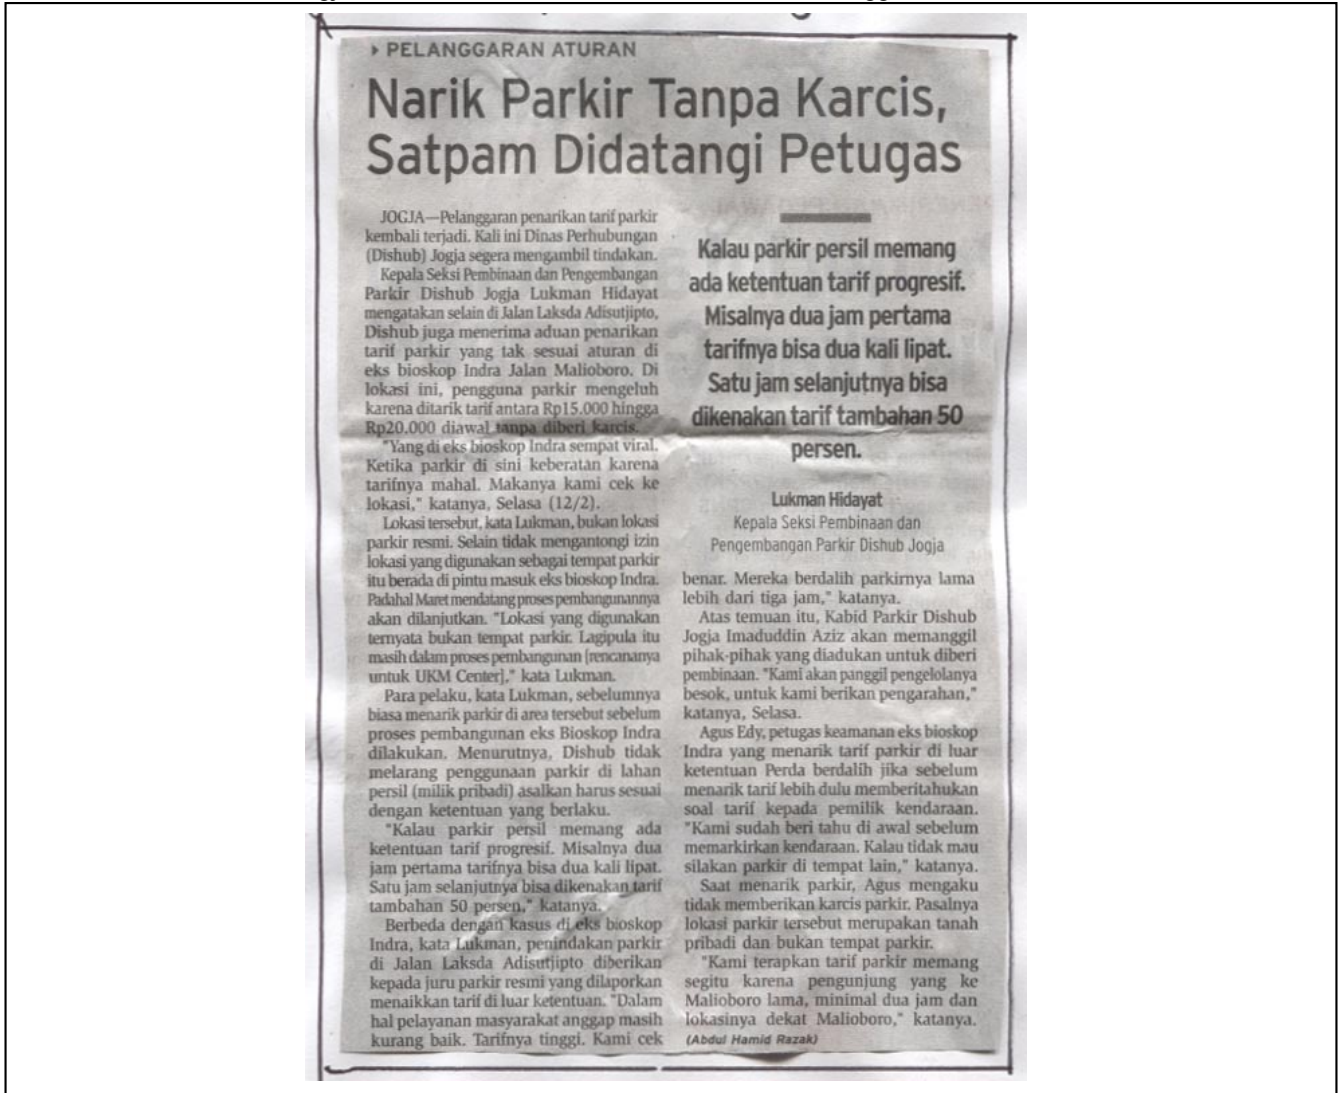 PELANGGARAN ATURAN
Narik Parkir Tanpa Karcis,
Satpam Didatangi Petugas
JOGJA—Pelanggaran penarikan tarif parkir
kembali terjadi. Kali ini Dinas Perhubungan
(Dishub) Jogja segera mengambil tindakan.
Kepala Seksi Pembinaan dan Pengembangan
Parkir Dishub Jogja Lukman Hidayat
mengatakan selain di Jalan Laksda Adisutjipto,
Dishub juga menerima aduan penarikan
tarif parkir yang tak sesuai aturan di
eks bioskop Indra Jalan Malioboro. Di
lokasi ini, pengguna parkir mengeluh
karena ditarik tarif antara Rp15.000 hingga
Rp20.000 diawal tanpa diberi karcis.
"Yang di eks bioskop Indra sempat viral.
Ketika parkir di sini keberatan karena
tarifnya mahal. Makanya kami cek ke
lokasi," katanya, Selasa (12/2).
Lokasi tersebut, kata Lukman, bukan lokasi
parkir resmi. Selain tidak mengantongi izin
lokasi yang digunakan sebagai tempat parkir
itu berada di pintu masuk eks bioskop Indra.
Padahal Maret mendatang proses pembangunannya
akan dilanjutkan. "Lokasi yang digunakan
ternyata bukan tempat parkir. Lagipula itu
masih dalam proses pembangunan [rencananya
untuk UKM Center]," kata Lukman.
Para pelaku, kata Lukman, sebelumnya
biasa menarik parkir di area tersebut sebelum
proses pembangunan eks Bioskop Indra
dilakukan. Menurutnya, Dishub tidak
melarang penggunaan parkir di lahan
persil (milik pribadi) asalkan harus sesuai
dengan ketentuan yang berlaku.
"Kalau parkir persil memang ada
ketentuan tarif progresif. Misalnya dua
jam pertama tarifnya bisa dua kali lipat.
Satu jam selanjutnya bisa dikenakan tarif
tambahan 50 persen," katanya.
Berbeda dengan kasus di eks bioskop
Indra, kata Lukman, penindakan parkir
di Jalan Laksda Adisutjipto diberikan
kepada juru parkir resmi yang dilaporkan
menaikkan tarif di luar ketentuan. "Dalam
hal pelayanan masyarakat anggap masih
kurang baik. Tarifnya tinggi. Kami cek
Kalau parkir persil memang
ada ketentuan tarif progresif.
Misalnya dua jam pertama
tarifnya bisa dua kali lipat.
Satu jam selanjutnya bisa
dikenakan tarif tambahan 50
persen.
Lukman Hidayat
Kepala Seksi Pembinaan dan
Pengembangan Parkir Dishub Jogja
benar. Mereka berdalih parkirnya lama
lebih dari tiga jam," katanya.
Atas temuan itu, Kabid Parkir Dishub
Jogja Imaduddin Aziz akan memanggil
pihak-pihak yang diadukan untuk diberi
pembinaan. "Kami akan panggil pengelolanya
besok, untuk kami berikan pengarahan,"
katanya, Selasa.
Agus Edy, petugas keamanan eks bioskop
Indra yang menarik tarif parkir di luar
ketentuan Perda berdalih jika sebelum
menarik tarif lebih dulu memberitahukan
soal tarif kepada pemilik kendaraan.
"Kami sudah beri tahu di awal sebelum
memarkirkan kendaraan. Kalau tidak mau
silakan parkir di tempat lain," katanya.
Saat menarik parkir, Agus mengaku
tidak memberikan karcis parkir. Pasalnya
lokasi parkir tersebut merupakan tanah
pribadi dan bukan tempat parkir.
"Kami terapkan tarif parkir memang
segitu karena pengunjung yang ke
Malioboro lama, minimal dua jam dan
lokasinya dekat Malioboro," katanya.
(Abdul Hamid Razak)